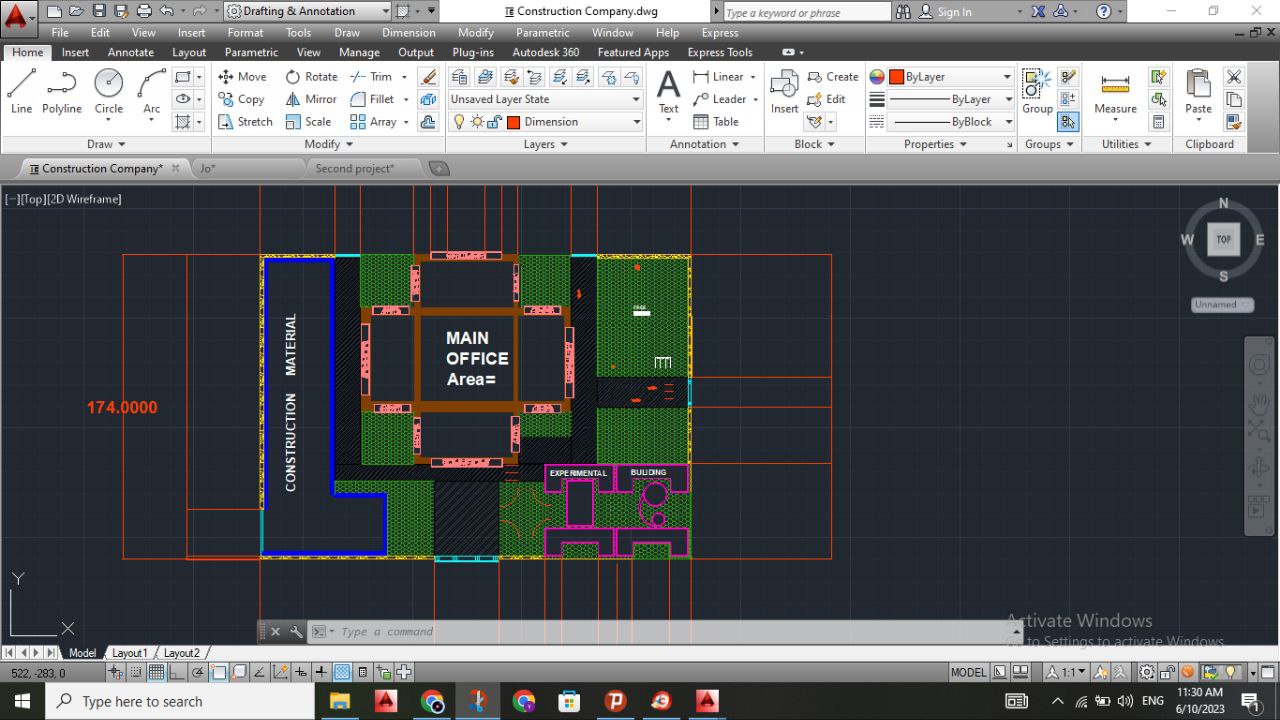 Drafting & Annotation
Construction Company.dwg
Type a keyword or phrase
Sign In
File Edit View Insert Format Tools Draw Dimension Modify Parametric Window Help Express
Home Insert Annotate Layout Parametric View Manage Output Plug-ins Autodesk 360 Featured Apps Express Tools
Line
Polyline
Circle
Arc
Draw
Move
Rotate
Trim
Copy
Mirror
Fillet
Stretch
Scale
Array
Modify
Unsaved Layer State
Dimension
Layers
Text
Linear
Leader
Table
Annotation
Insert
Create
Edit
Block
ByLayer
ByLayer
ByBlock
Properties
Group
Groups
Measure
Utilities
Paste
Clipboard
Construction Company*
Jo*
Second project*
[−][Top][2D Wireframe]
N
W
TOP
E
S
Unnamed
CONSTRUCTION MATERIAL
MAIN
OFFICE
Area=
174.0000
EXPERIMENTAL
BULIDING
Y
X
Type a command
Activate Windows
Go to Settings to activate Windows.
Model Layout1 Layout2
522, -283, 0
MODEL
1:1
Type here to search
ENG
11:30 AM
6/10/2023
1